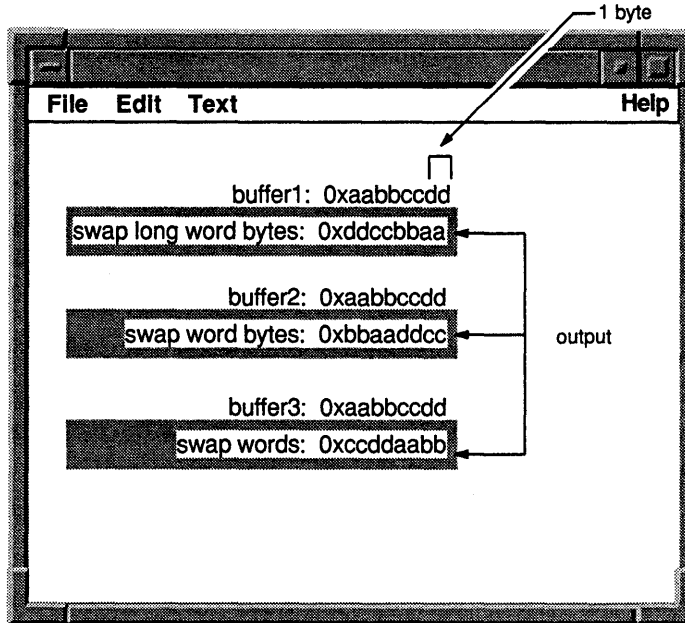 1 byte
File Edit Text Help
buffer1: 0xaabbccdd
swap long word bytes: 0xddccbbaa
buffer2: 0xaabbccdd
swap word bytes: 0xbbaaddcc
output
buffer3: 0xaabbccdd
swap words: 0xccddaabb